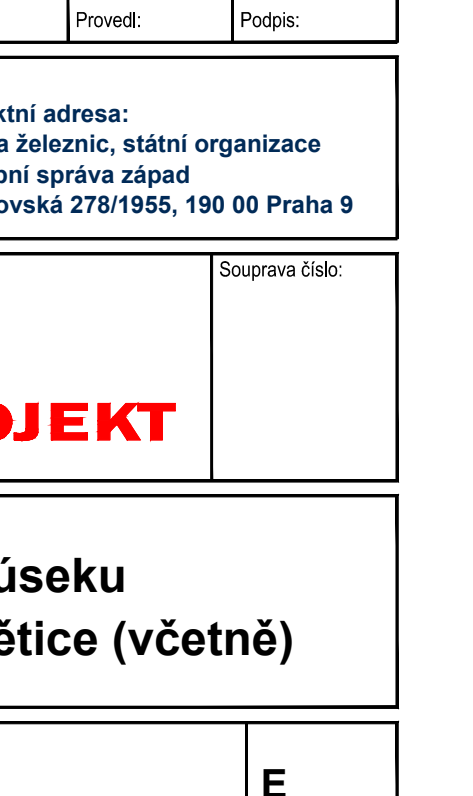 Provedl: Podpis:
ktní adresa:
a železnic, státní organizace
bní správa západ
ovská 278/1955, 190 00 Praha 9
Souprava číslo:
OJEKT
úseku
ětice (včetně)
E